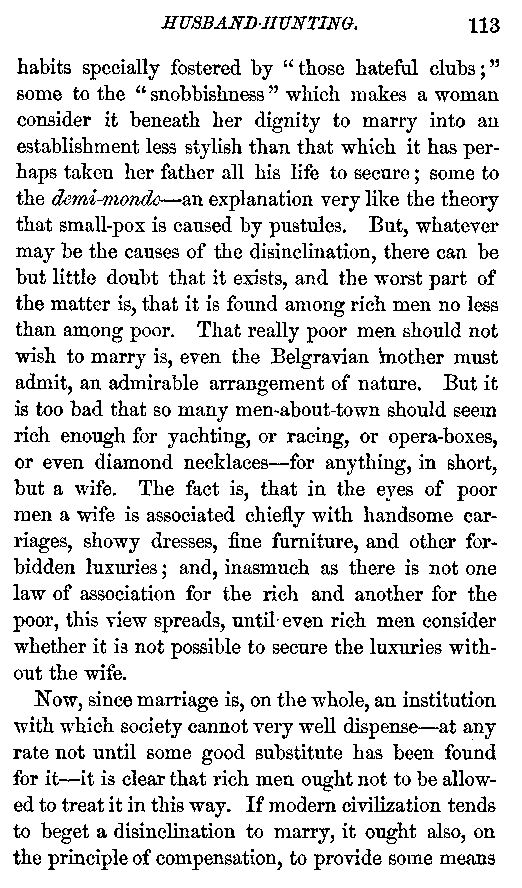 HUSBAND-HUNTING. 113
habits specially fostered by “those hateful clubs;”
some to the “snobbishness” which makes a woman
consider it beneath her dignity to marry into an
establishment less stylish than that which it has per-
haps taken her father all his life to secure; some to
the demi-monde—an explanation very like the theory
that small-pox is caused by pustules. But, whatever
may be the causes of the disinclination, there can be
but little doubt that it exists, and the worst part of
the matter is, that it is found among rich men no less
than among poor. That really poor men should not
wish to marry is, even the Belgravian mother must
admit, an admirable arrangement of nature. But it
is too bad that so many men-about-town should seem
rich enough for yachting, or racing, or opera-boxes,
or even diamond necklaces—for anything, in short,
but a wife. The fact is, that in the eyes of poor
men a wife is associated chiefly with handsome car-
riages, showy dresses, fine furniture, and other for-
bidden luxuries; and, inasmuch as there is not one
law of association for the rich and another for the
poor, this view spreads, until even rich men consider
whether it is not possible to secure the luxuries with-
out the wife.
Now, since marriage is, on the whole, an institution
with which society cannot very well dispense—at any
rate not until some good substitute has been found
for it—it is clear that rich men ought not to be allow-
ed to treat it in this way. If modern civilization tends
to beget a disinclination to marry, it ought also, on
the principle of compensation, to provide some means